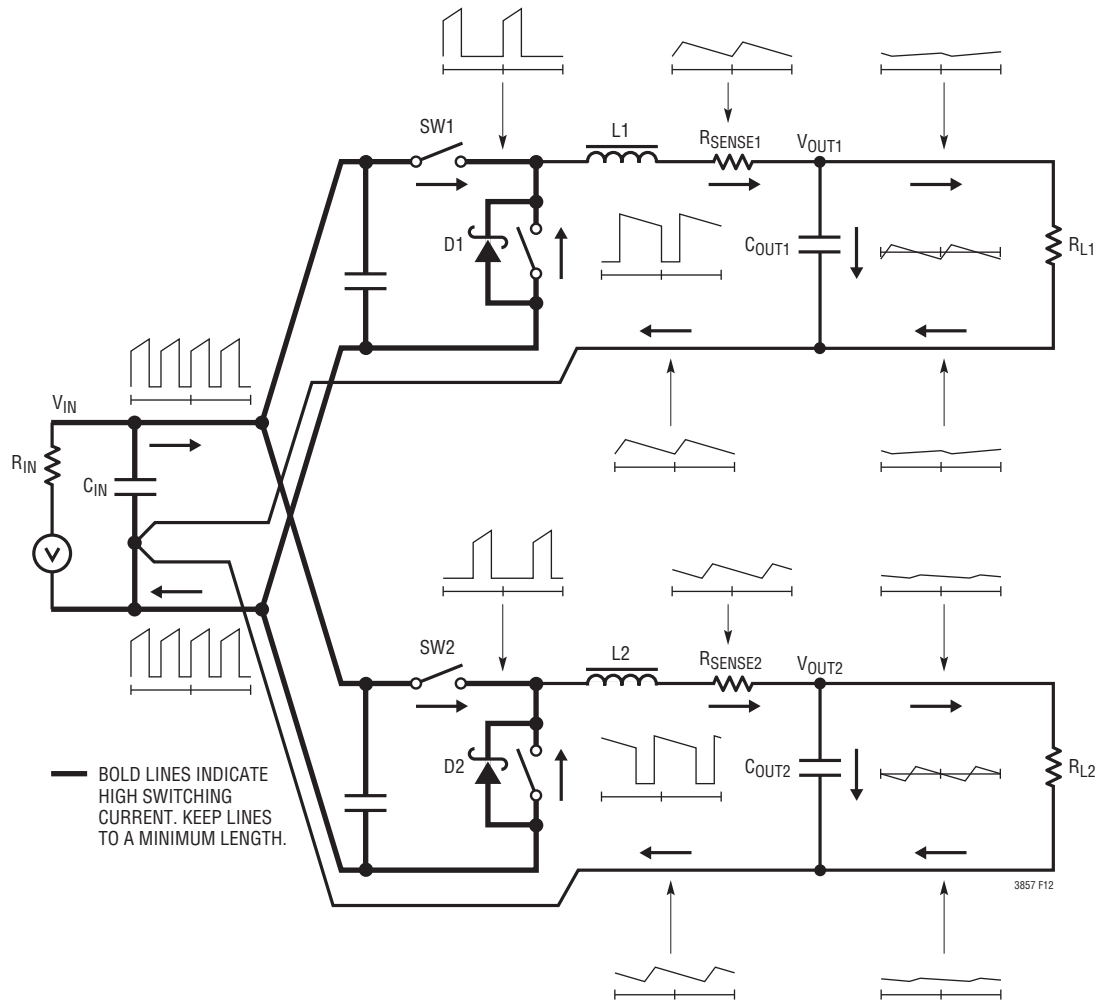 SW1
L1
RSENSE1
VOUT1
D1
COUT1
RL1
VIN
RIN
CIN
V
SW2
L2
RSENSE2
VOUT2
D2
COUT2
RL2
BOLD LINES INDICATE
HIGH SWITCHING
CURRENT. KEEP LINES
TO A MINIMUM LENGTH.
3857 F12